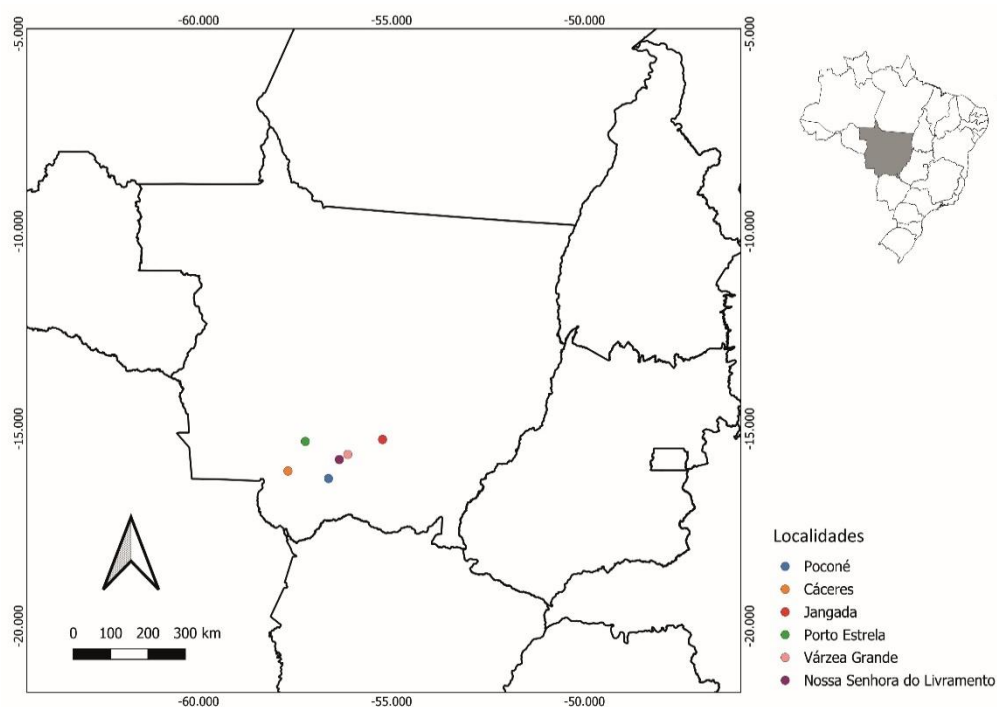 -60.000 -55.000 -50.000
-5.000 -5.000
-10.000 -10.000
-15.000 -15.000
-20.000 -20.000
0 100 200 300 km
-60.000 -55.000 -50.000
Localidades
Poconé
Cáceres
Jangada
Porto Estrela
Várzea Grande
Nossa Senhora do Livramento